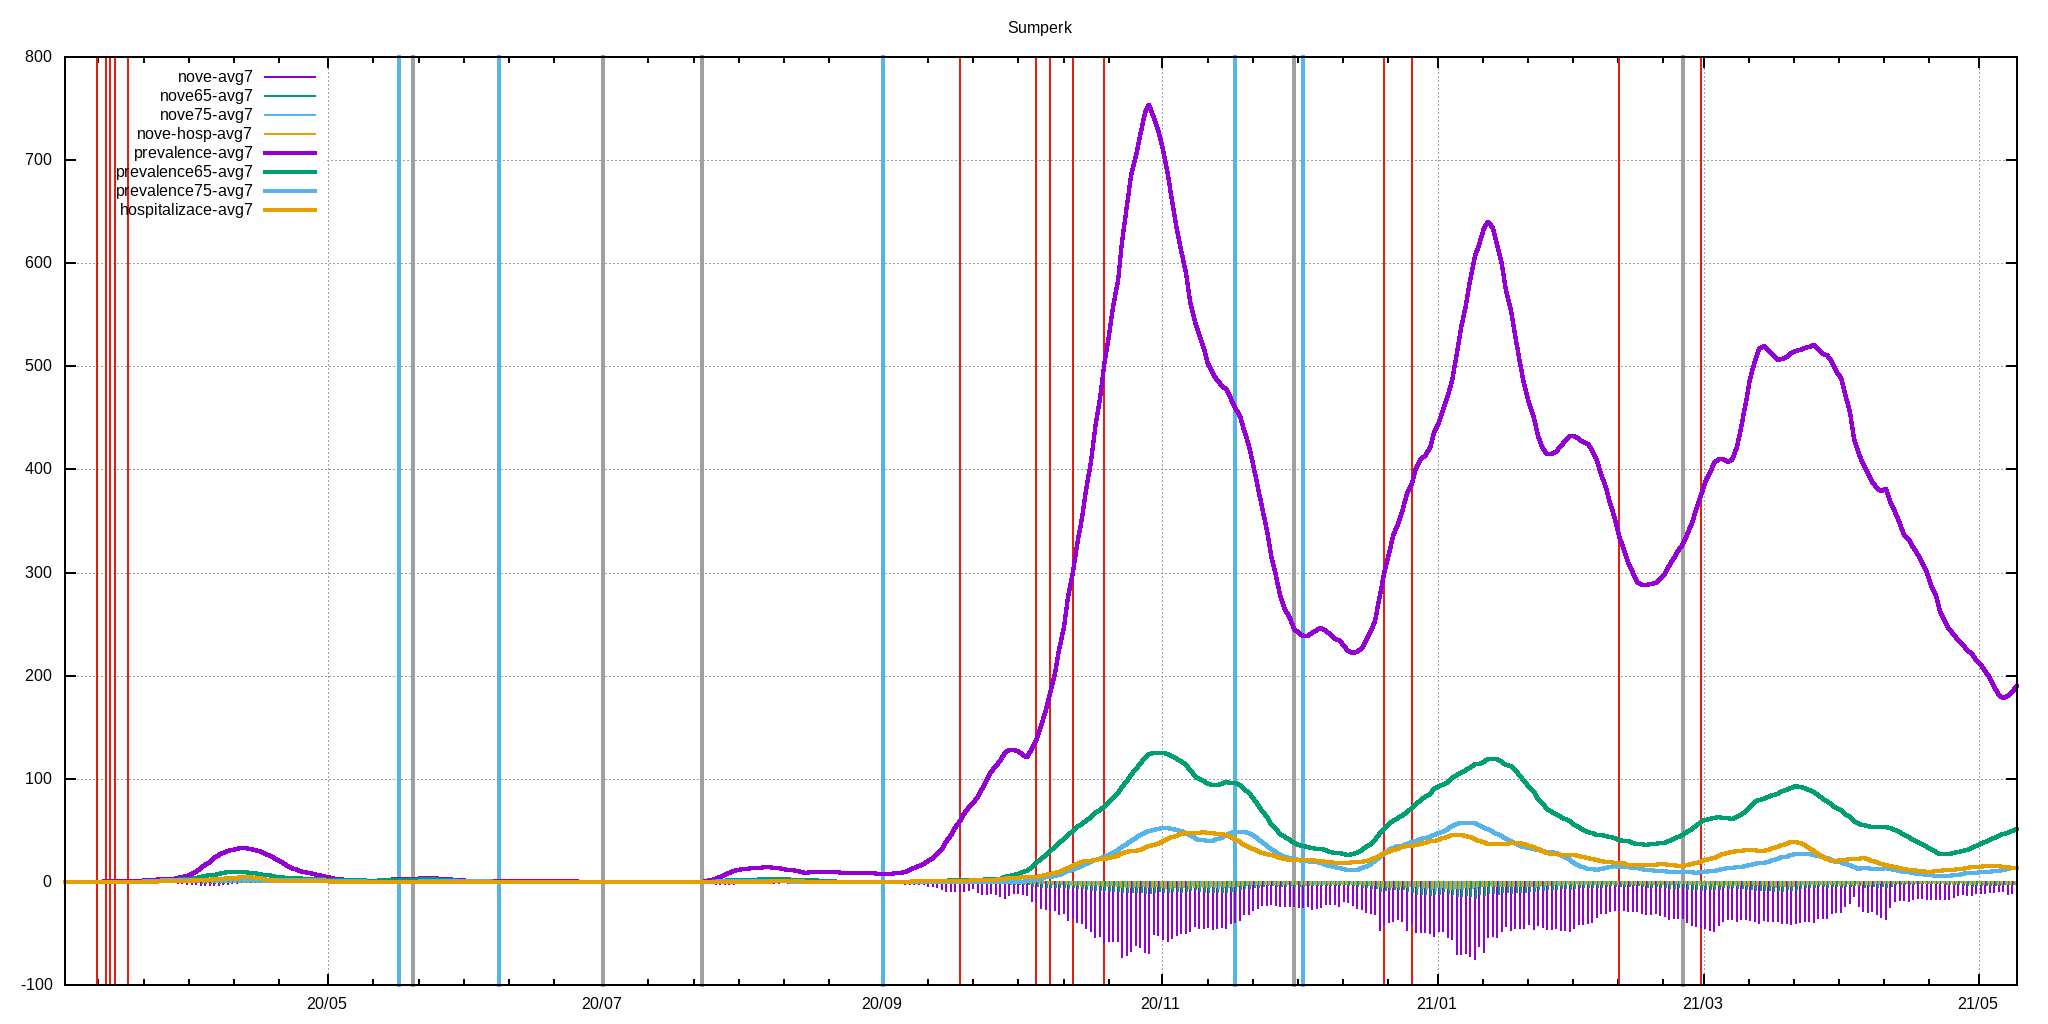 Sumperk
800
700
600
500
400
300
200
100
0
-100
nove-avg7
nove65-avg7
nove75-avg7
nove-hosp-avg7
prevalence-avg7
prevalence65-avg7
prevalence75-avg7
hospitalizace-avg7
20/05 20/07 20/09 20/11 21/01 21/03 21/05